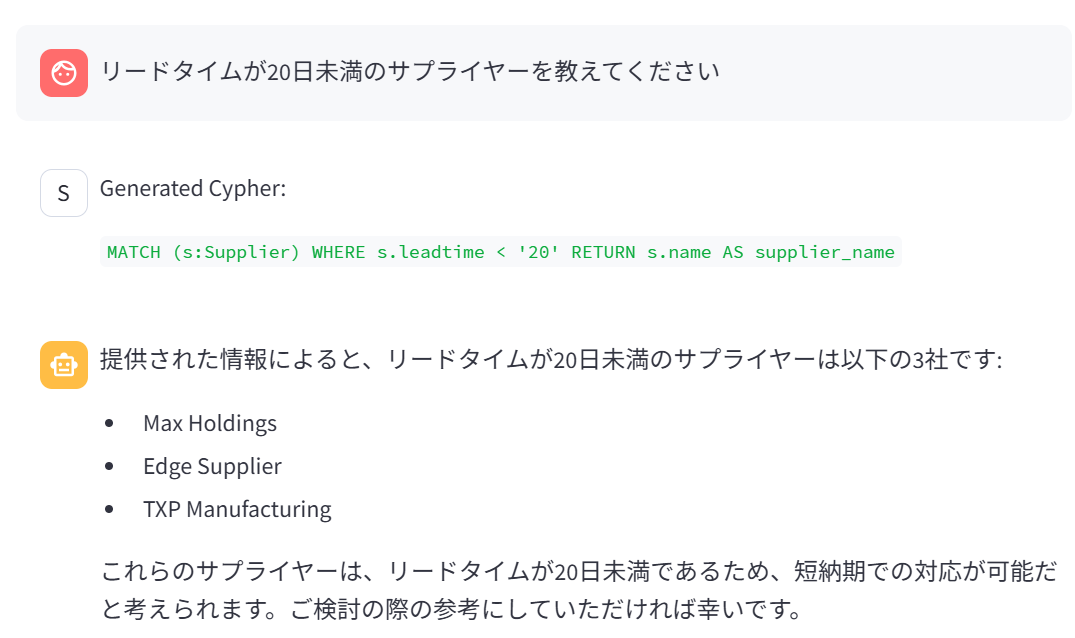 リードタイムが20日未満のサプライヤーを教えてください
S
Generated Cypher:
MATCH (s:Supplier) WHERE s.leadtime < '20' RETURN s.name AS supplier_name
提供された情報によると、リードタイムが20日未満のサプライヤーは以下の3社です:
• Max Holdings
• Edge Supplier
• TXP Manufacturing
これらのサプライヤーは、リードタイムが20日未満であるため、短納期での対応が可能だ
と考えられます。ご検討の際の参考にしていただければ幸いです。